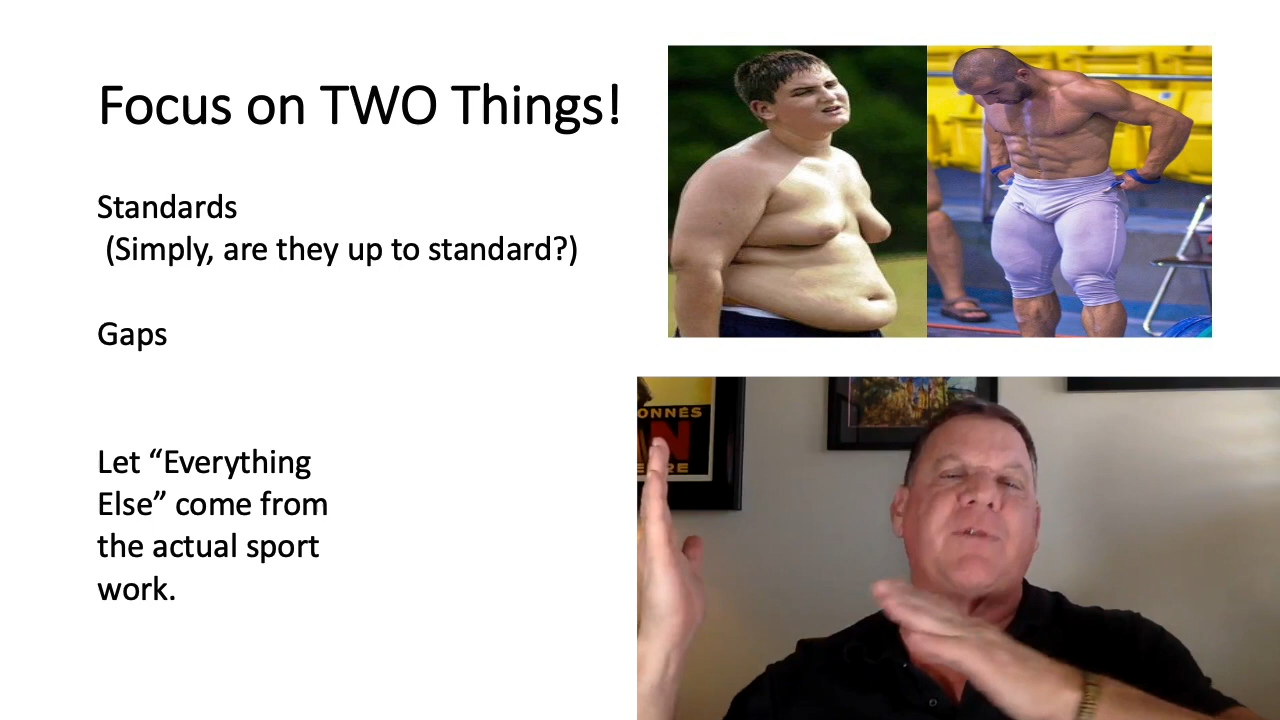 Focus on TWO Things!
Standards
(Simply, are they up to standard?)
Gaps
Let “Everything
Else” come from
the actual sport
work.
ONNÉS